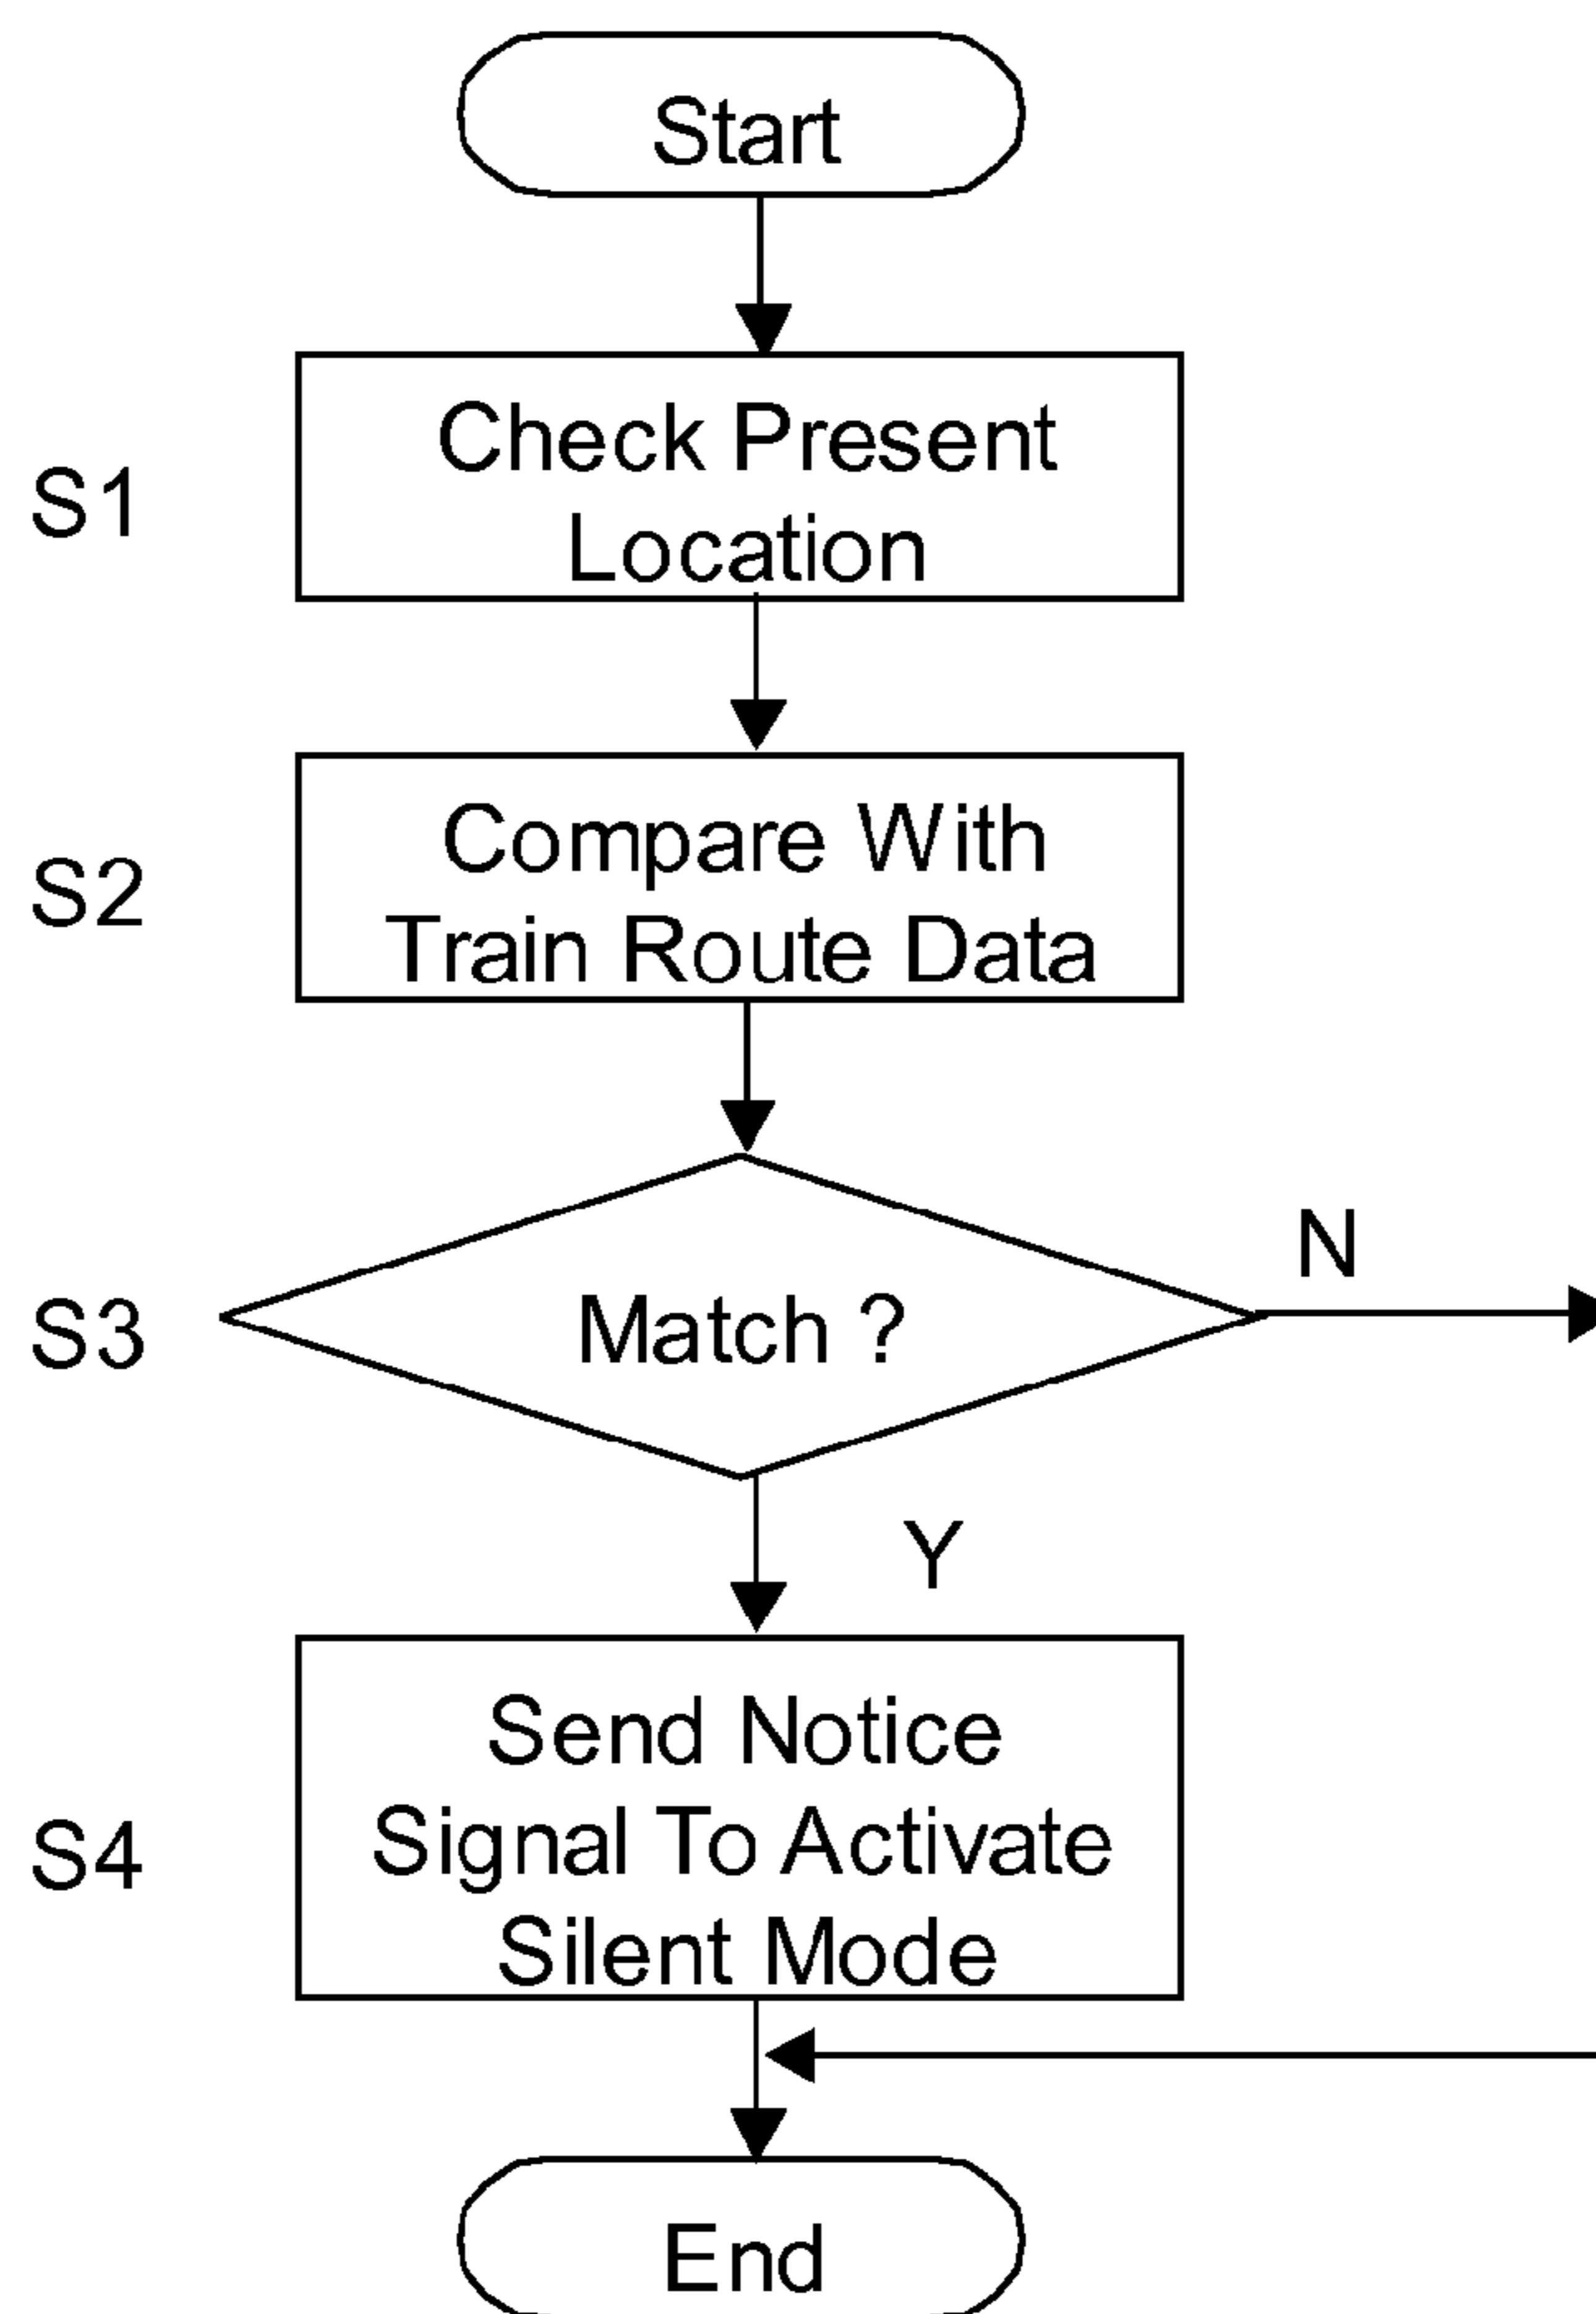 Start
S1
Check Present
Location
S2
Compare With
Train Route Data
S3
Match ?
N
Y
S4
Send Notice
Signal To Activate
Silent Mode
End